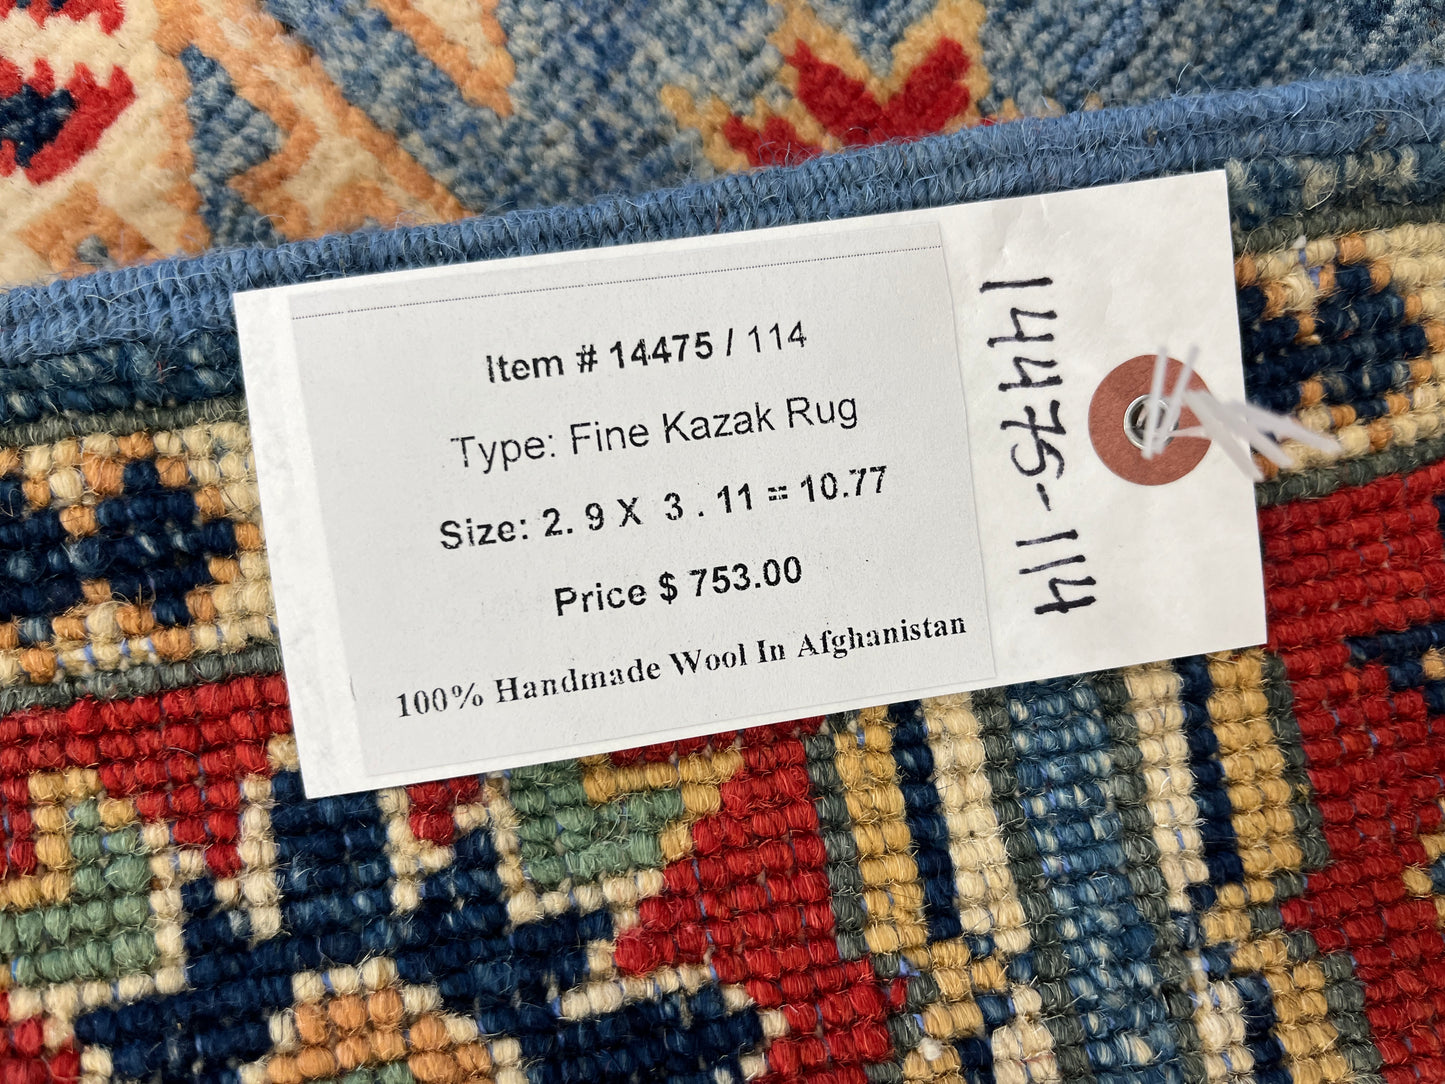 Item # 14475 / 114
Type: Fine Kazak Rug
Size: 2. 9 X 3 . 11 = 10.77
Price $ 753.00
100% Handmade Wool In Afghanistan
14475-114